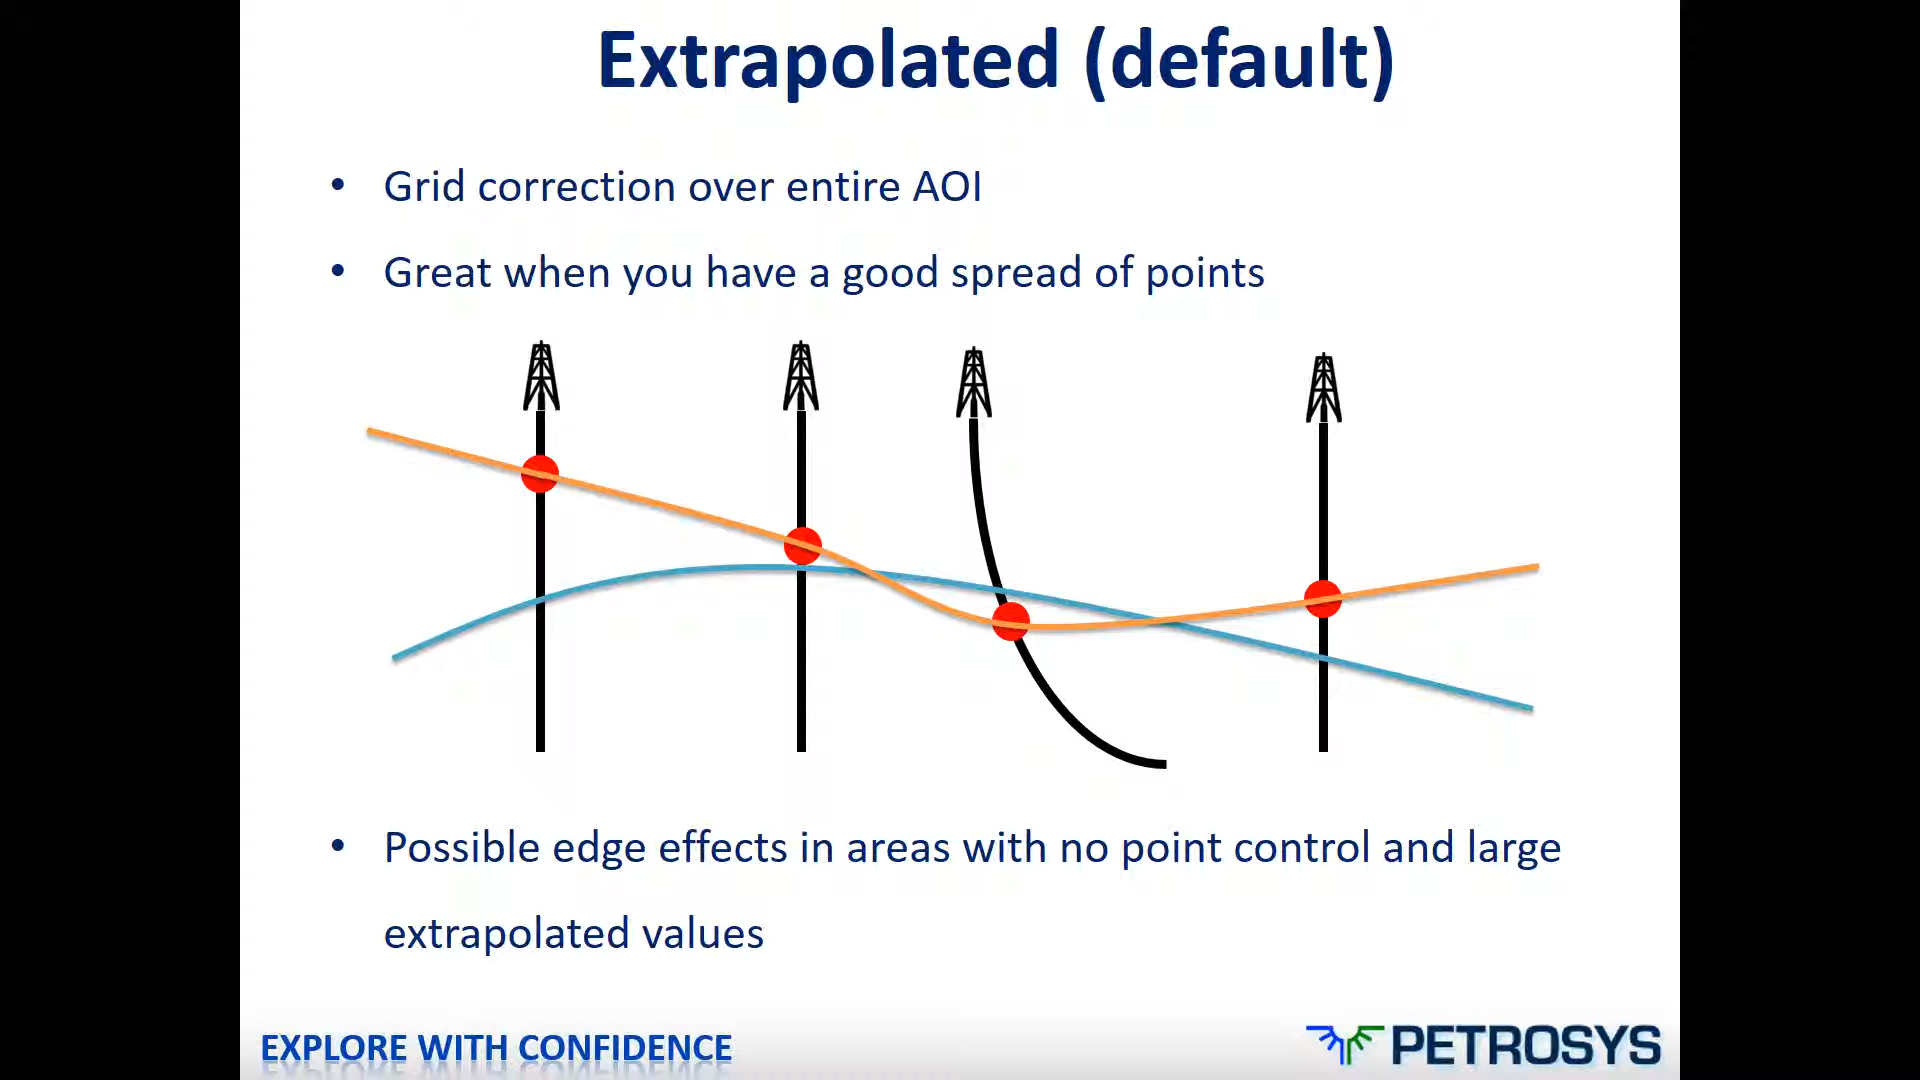 Extrapolated (default)
• Grid correction over entire AOI
• Great when you have a good spread of points
• Possible edge effects in areas with no point control and large
extrapolated values
EXPLORE WITH CONFIDENCE
PETROSYS